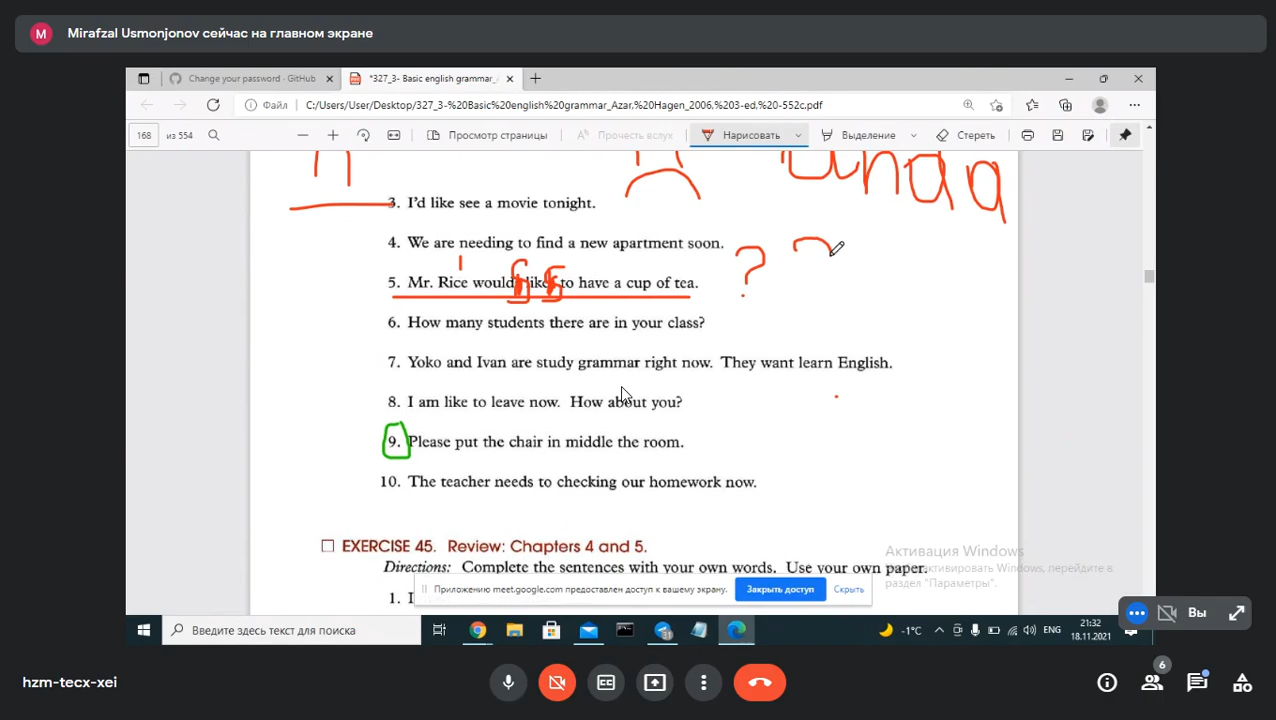 M Mirafzal Usmonjonov сейчас на главном экране
Change your password · GitHub
*327_3- Basic english grammar_
Файл C:/Users/User/Desktop/327_3-%20Basic%20english%20grammar_Azar,%20Hagen_2006.%203-ed,%20-552c.pdf
168 из 554 Просмотр страницы Прочесть вслух Нарисовать Выделение Стереть
3. I'd like see a movie tonight.
4. We are needing to find a new apartment soon.
?
5. Mr. Rice would like to have a cup of tea.
6. How many students there are in your class?
7. Yoko and Ivan are study grammar right now. They want learn English.
8. I am like to leave now. How about you?
9. Please put the chair in middle the room.
10. The teacher needs to checking our homework now.
EXERCISE 45. Review: Chapters 4 and 5.
Directions: Complete the sentences with your own words. Use your own paper.
1. I
Активация Windows
активировать Windows, перейдите в
раздел "Параметры".
Приложению meet.google.com предоставлен доступ к вашему экрану. Закрыть доступ Скрыть
Вы
Введите здесь текст для поиска
31
-1°C
ENG
21:32
18.11.2021
hzm-tecx-xei
6